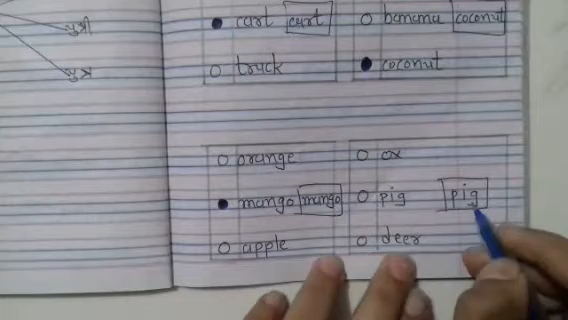 पुत्री
पुत्र
cart cart
truck
banana coconut
coconut
orange
mango mango
apple
ox
pig pig
deer